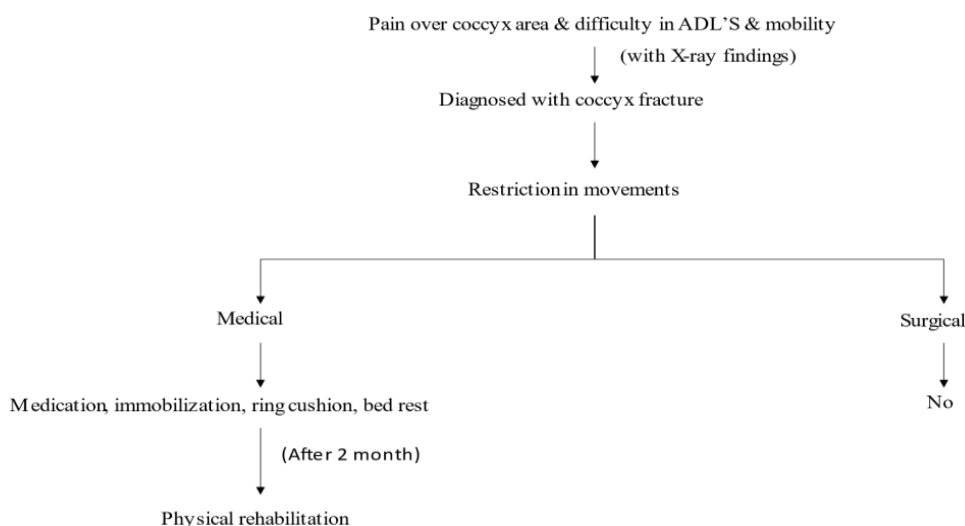 Pain over coccyx area & difficulty in ADL'S & mobility
(with X-ray findings)
Diagnosed with coccyx fracture
Restriction in movements
Medical
Surgical
Medication, immobilization, ring cushion, bed rest
No
(After 2 month)
Physical rehabilitation